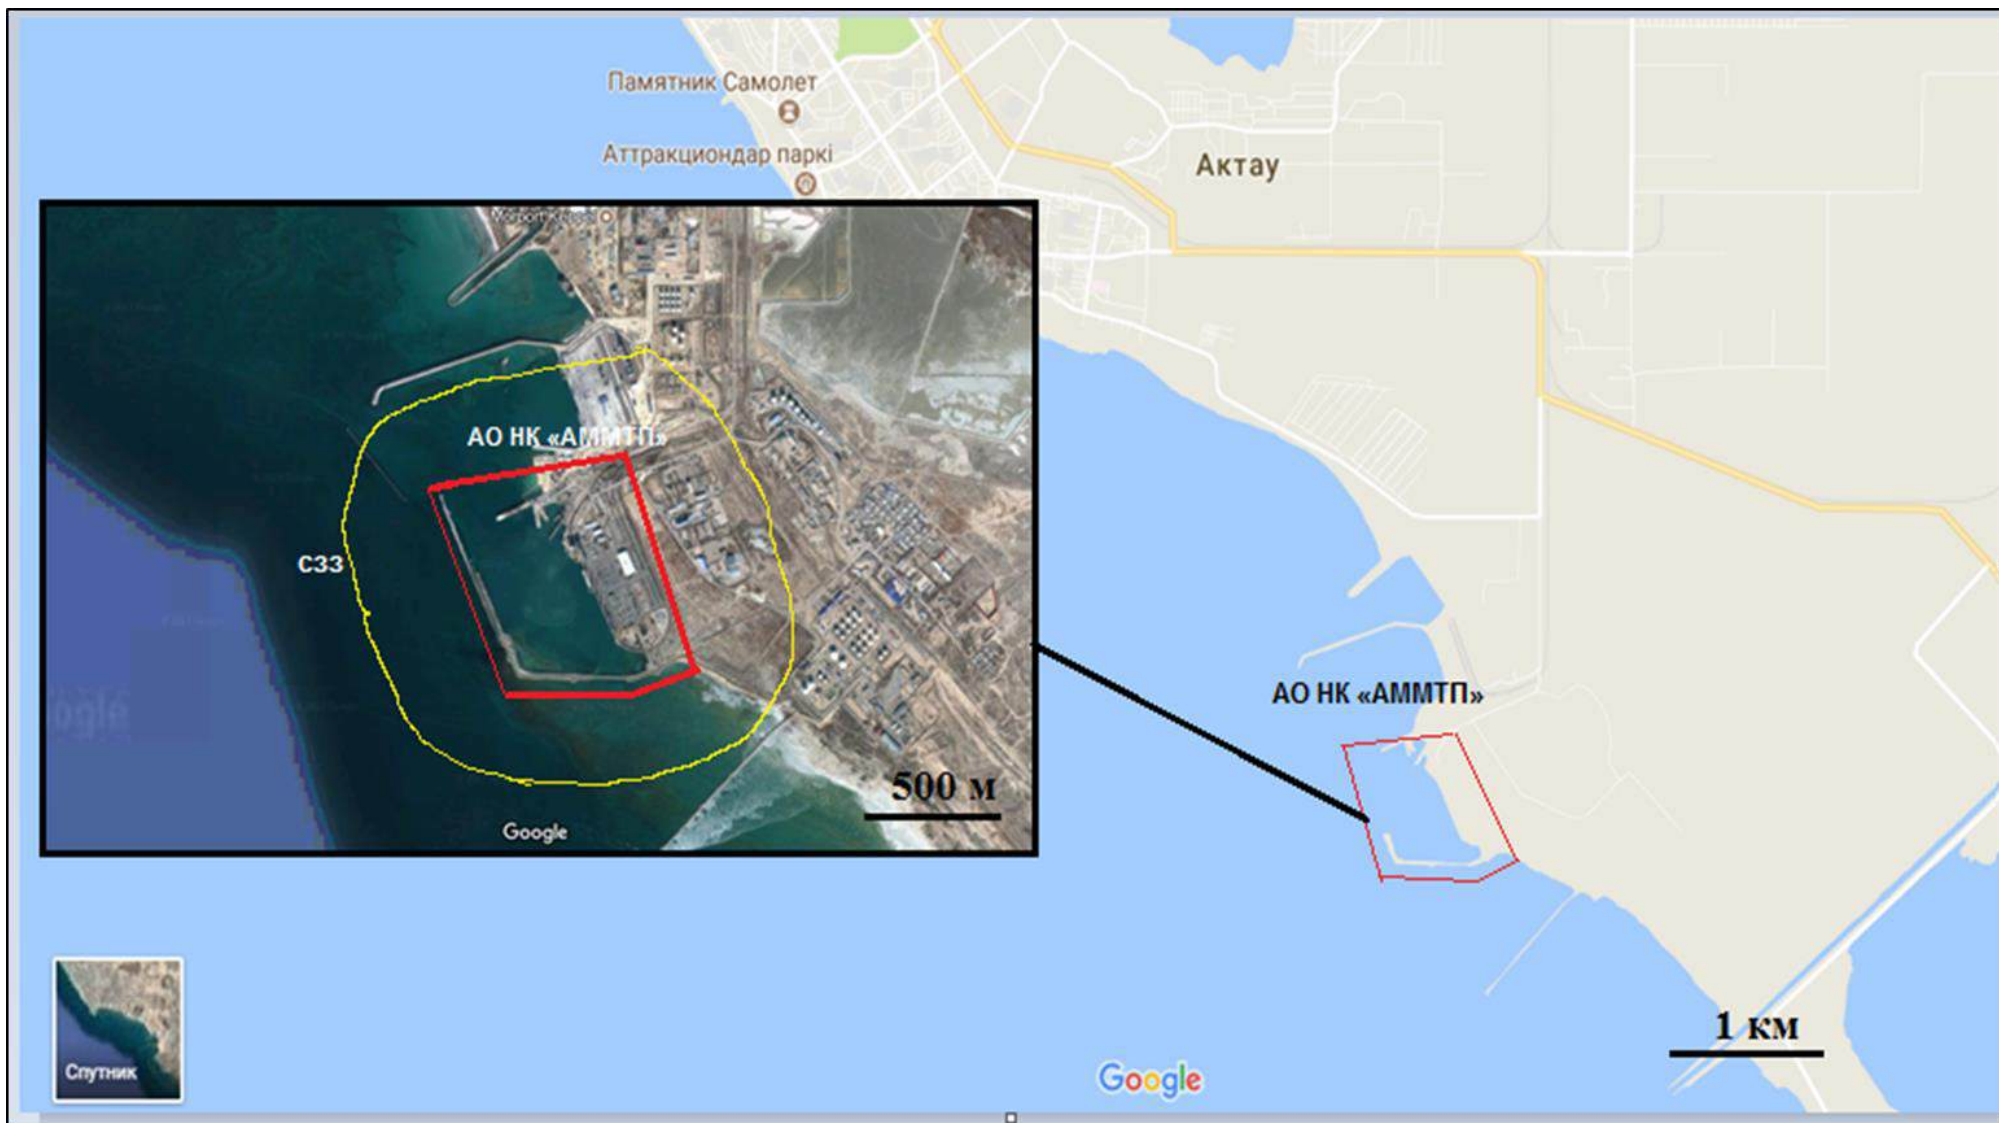 Памятник Самолет
Аттракциондар паркі
Актау
АО НК «АММТП»
СЗЗ
500 м
Google
АО НК «АММТП»
1 км
Спутник
Google